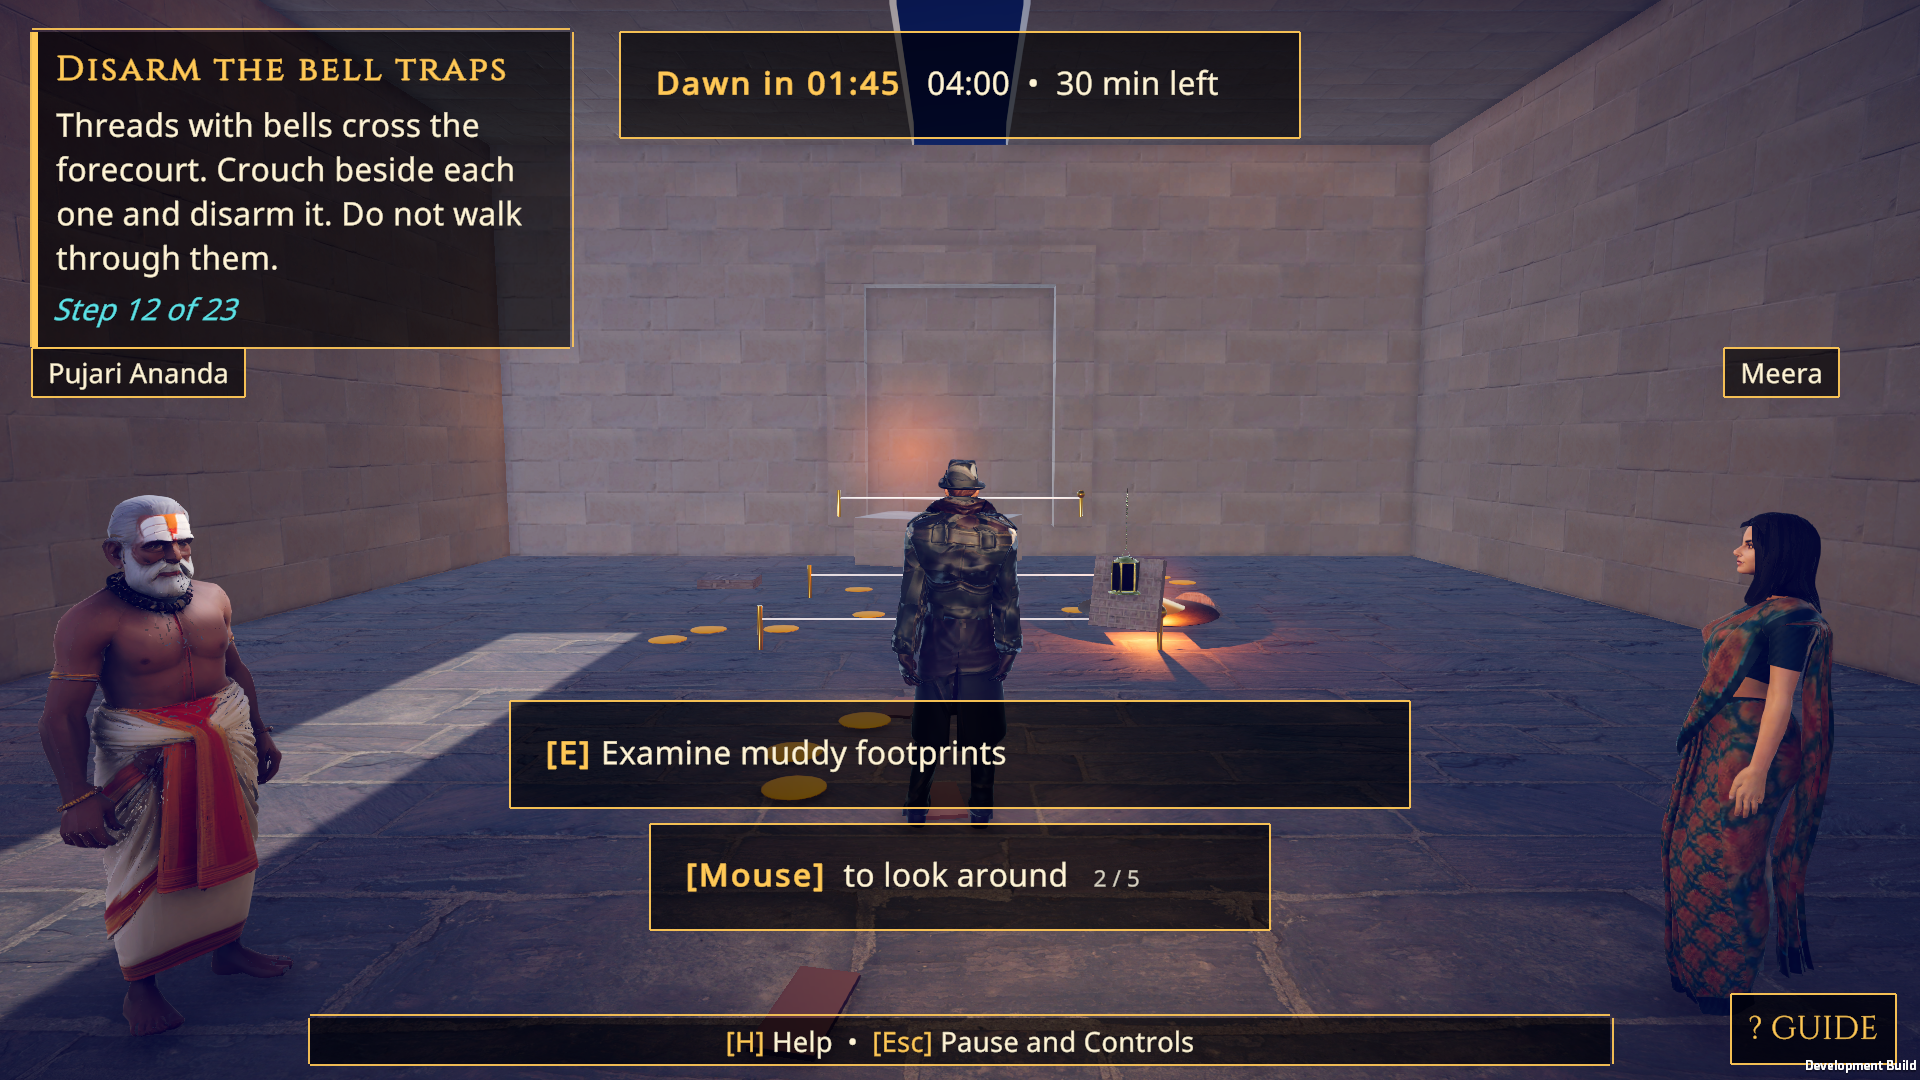 DISARM THE BELL TRAPS
Threads with bells cross the
forecourt. Crouch beside each
one and disarm it. Do not walk
through them.
Step 12 of 23
Dawn in 01:45 04:00 • 30 min left
Pujari Ananda
Meera
[E] Examine muddy footprints
[Mouse] to look around 2 / 5
[H] Help • [Esc] Pause and Controls
? GUIDE
Development Build